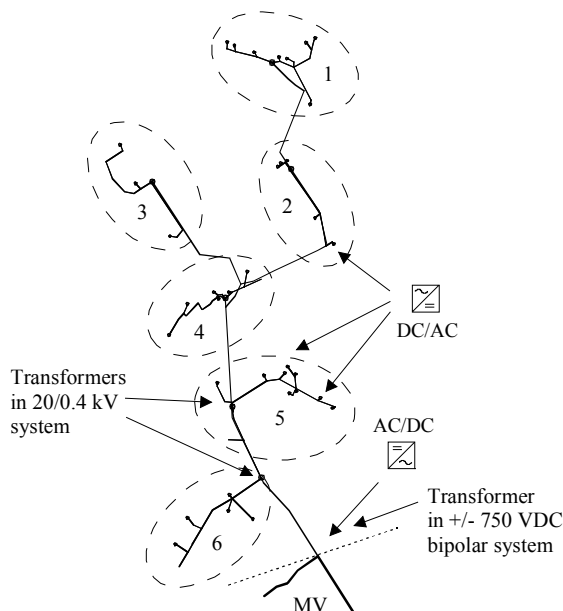 1
2
3
4
DC/AC
Transformers
in 20/0.4 kV
system
5
AC/DC
Transformer
in +/- 750 VDC
bipolar system
6
MV